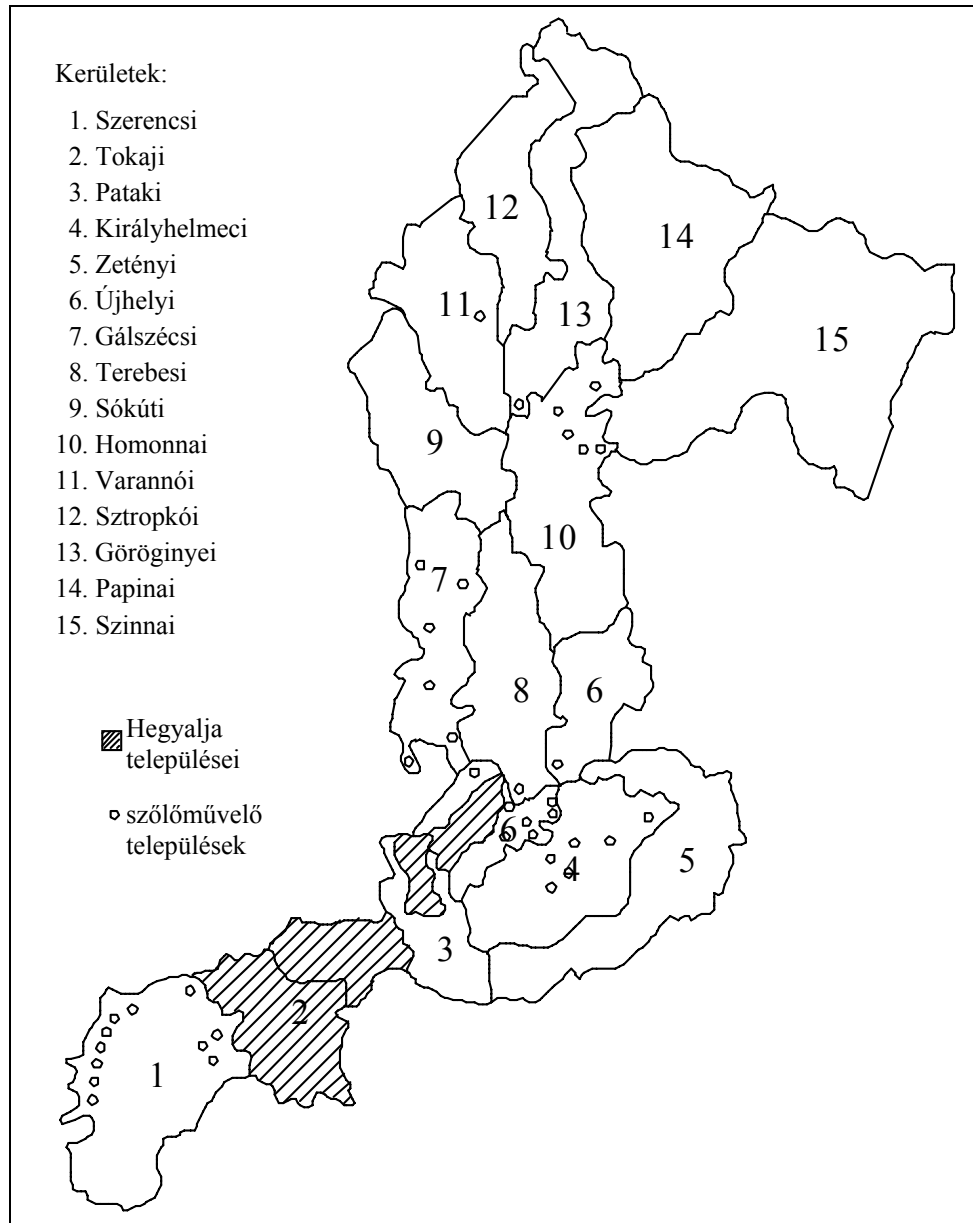 Kerületek:
1. Szerencsi
2. Tokaji
3. Pataki
4. Királyhelmeci
5. Zetényi
6. Újhelyi
7. Gálszécsi
8. Terebesi
9. Sókúti
10. Homonnai
11. Varannói
12. Sztropkói
13. Göröginyei
14. Papinai
15. Szinnai
Hegyalja
települései
szőlőművelő
települések
12
14
11
13
15
9
10
7
8
6
6
5
4
3
2
1